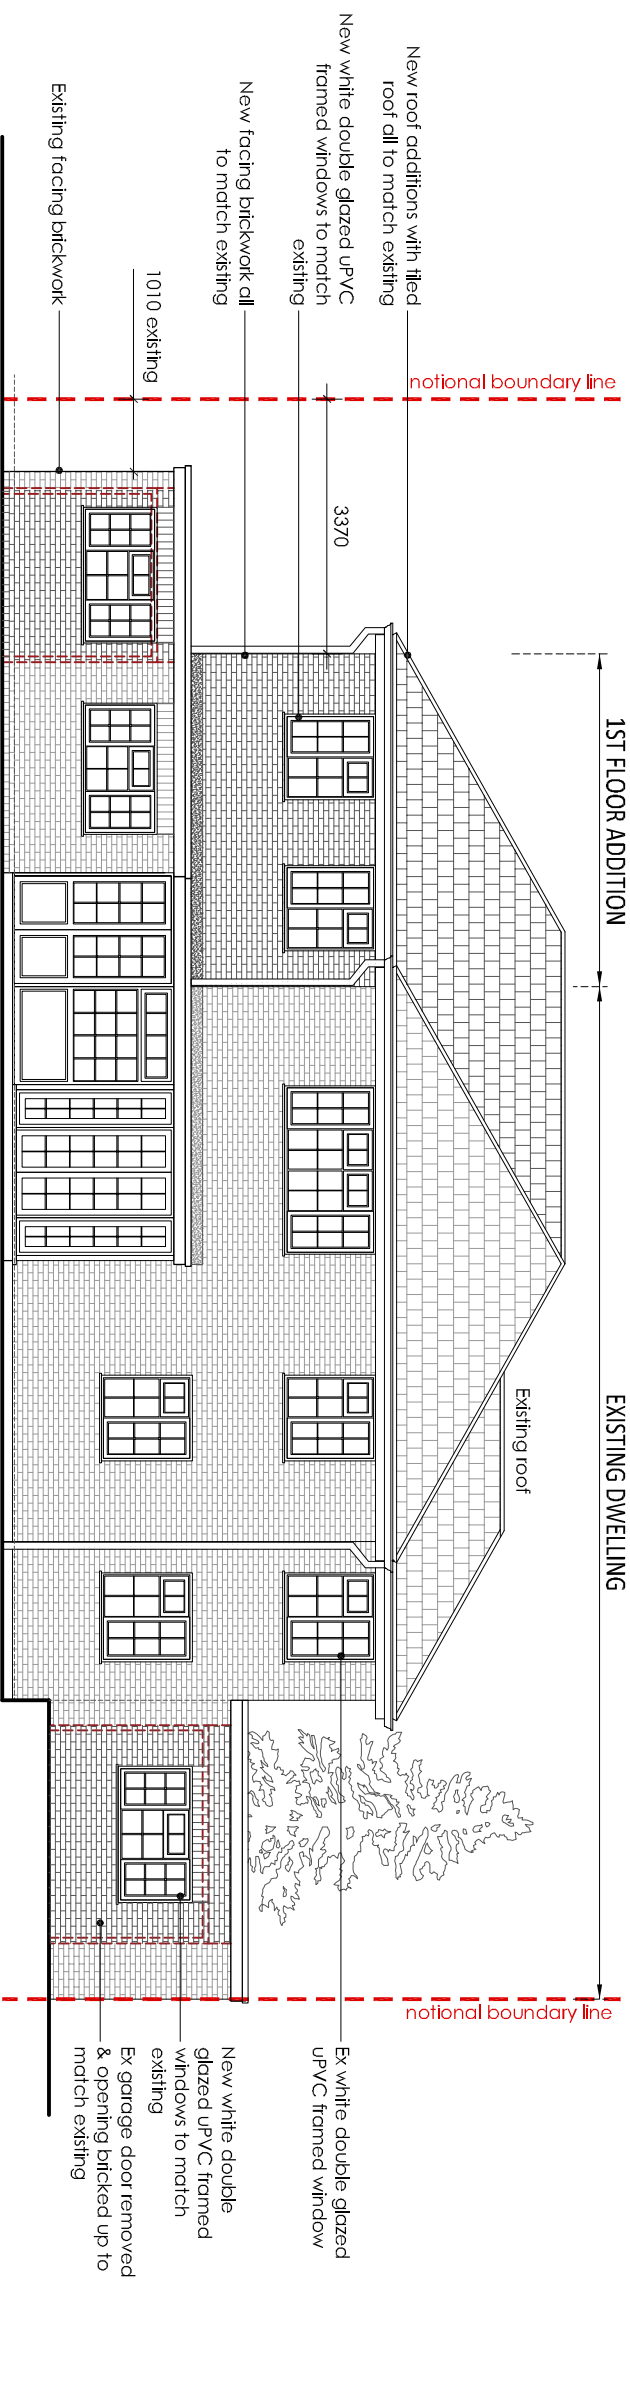 1ST FLOOR ADDITION
EXISTING DWELLING
New roof additions with tiled
roof all to match existing
New white double glazed uPVC
framed windows to match
existing
New facing brickwork all
to match existing
1010 existing
Existing facing brickwork
notional boundary line
3370
Existing roof
notional boundary line
Ex white double glazed
uPVC framed window
New white double
glazed uPVC framed
windows to match
existing
Ex garage door removed
& opening bricked up to
match existing